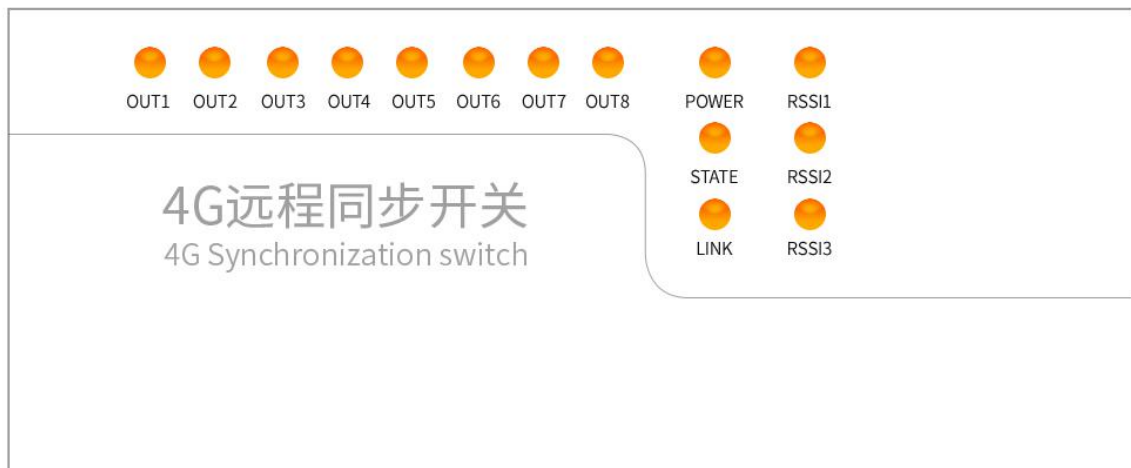 OUT1 OUT2 OUT3 OUT4 OUT5 OUT6 OUT7 OUT8 POWER RSSI1
STATE RSSI2
4G远程同步开关
4G Synchronization switch
LINK RSSI3